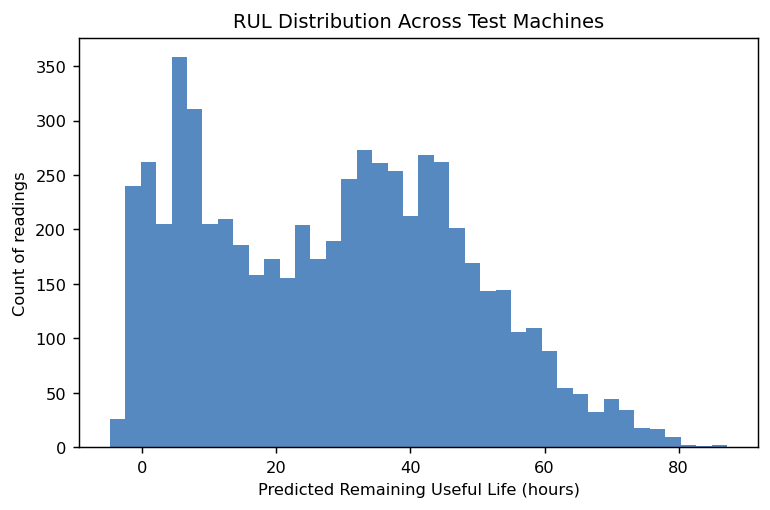 RUL Distribution Across Test Machines
350
300
250
200
150
100
50
0
Count of readings
0 20 40 60 80
Predicted Remaining Useful Life (hours)